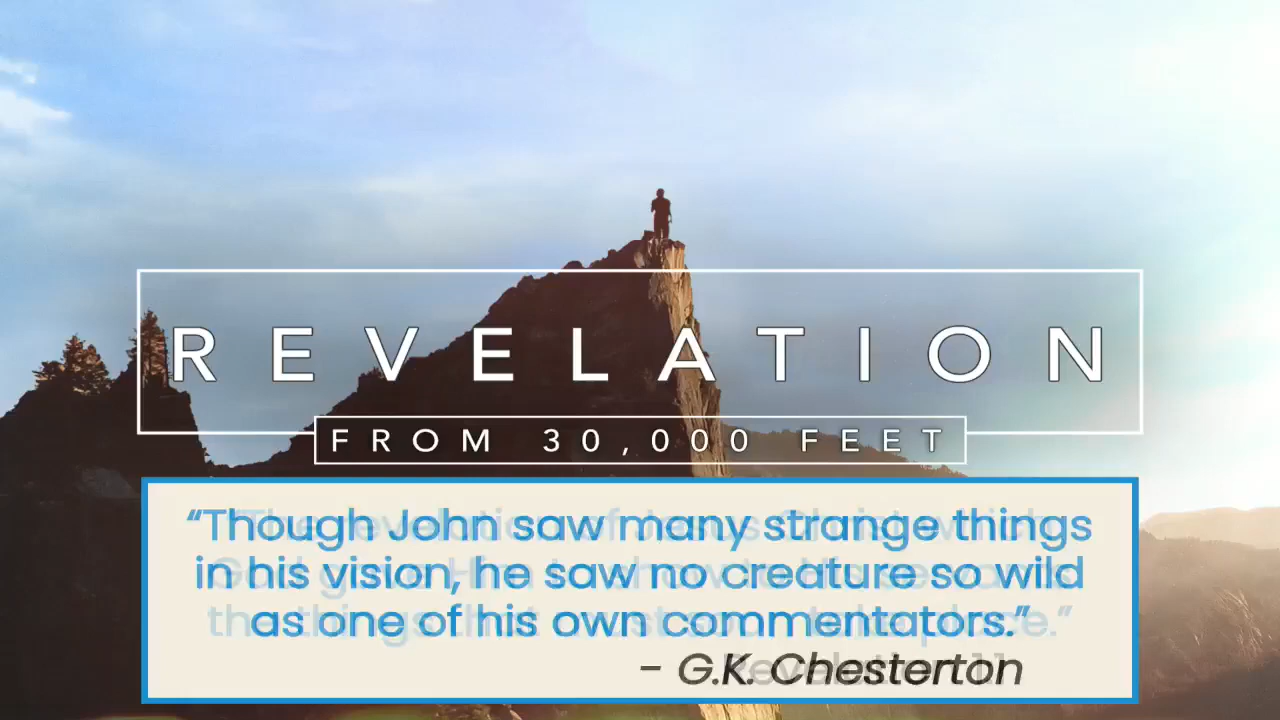 REVELATION
FROM 30,000 FEET
“Though John saw many strange things
in his vision, he saw no creature so wild
as one of his own commentators.”
- G.K. Chesterton